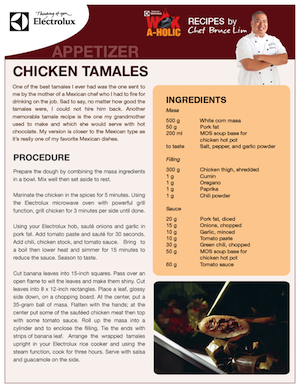 Thinking of you
Electrolux
Electrolux
WOK
A-HOLIC
RECIPES by
Chef Bruce Lim
APPETIZER
CHICKEN TAMALES
One of the best tamales I ever had was the one sent to
me by the mother of a Mexican chef who I had to fire for
drinking on the job. Sad to say, no matter how good the
tamales were, I could not hire him back. Another
memorable tamale recipe is the one my grandmother
used to make and which she would serve with hot
chocolate. My version is closer to the Mexican type as
it's really one of my favorite Mexican dishes.
PROCEDURE
Prepare the dough by combining the masa ingredients
in a bowl. Mix well then set aside to rest.
Marinate the chicken in the spices for 5 minutes. Using
the Electrolux microwave oven with powerful grill
function, grill chicken for 3 minutes per side until done.
Using your Electrolux hub, sauté onions and garlic in
pork fat. Add tomato paste and sauté for 30 seconds.
Add chili, chicken stock, and tomato sauce. Bring to
a boil then lower heat and simmer for 15 minutes to
reduce the sauce. Season to taste.
Cut banana leaves into 15-inch squares. Pass over an
open flame to wilt the leaves and make them shiny. Cut
leaves into 8 x 12-inch rectangles. Place a leaf, glossy
side down, on a chopping board. At the center, put a
35-gram ball of masa. Flatten with the hands; at the
center put some of the sautéed chicken meat then top
with some tomato sauce. Roll up the masa into a
cylinder and to enclose the filling. Tie the ends with
strips of banana leaf. Arrange the wrapped tamales
upright in your Electrolux rice cooker and using the
steam function, cook for three hours. Serve with salsa
and guacamole on the side.
INGREDIENTS
Masa
500 g White corn masa
50 g Pork fat
200 ml MOS soup base for
chicken hot pot
to taste Salt, pepper, and garlic powder
Filling
300 g Chicken thigh, shredded
1 g Cumin
1 g Oregano
1 g Paprika
1 g Chili powder
Sauce
20 g Pork fat, diced
15 g Onions, chopped
10 g Garlic, minced
10 g Tomato paste
30 g Green chili, chopped
50 g MOS soup base for
chicken hot pot
60 g Tomato sauce